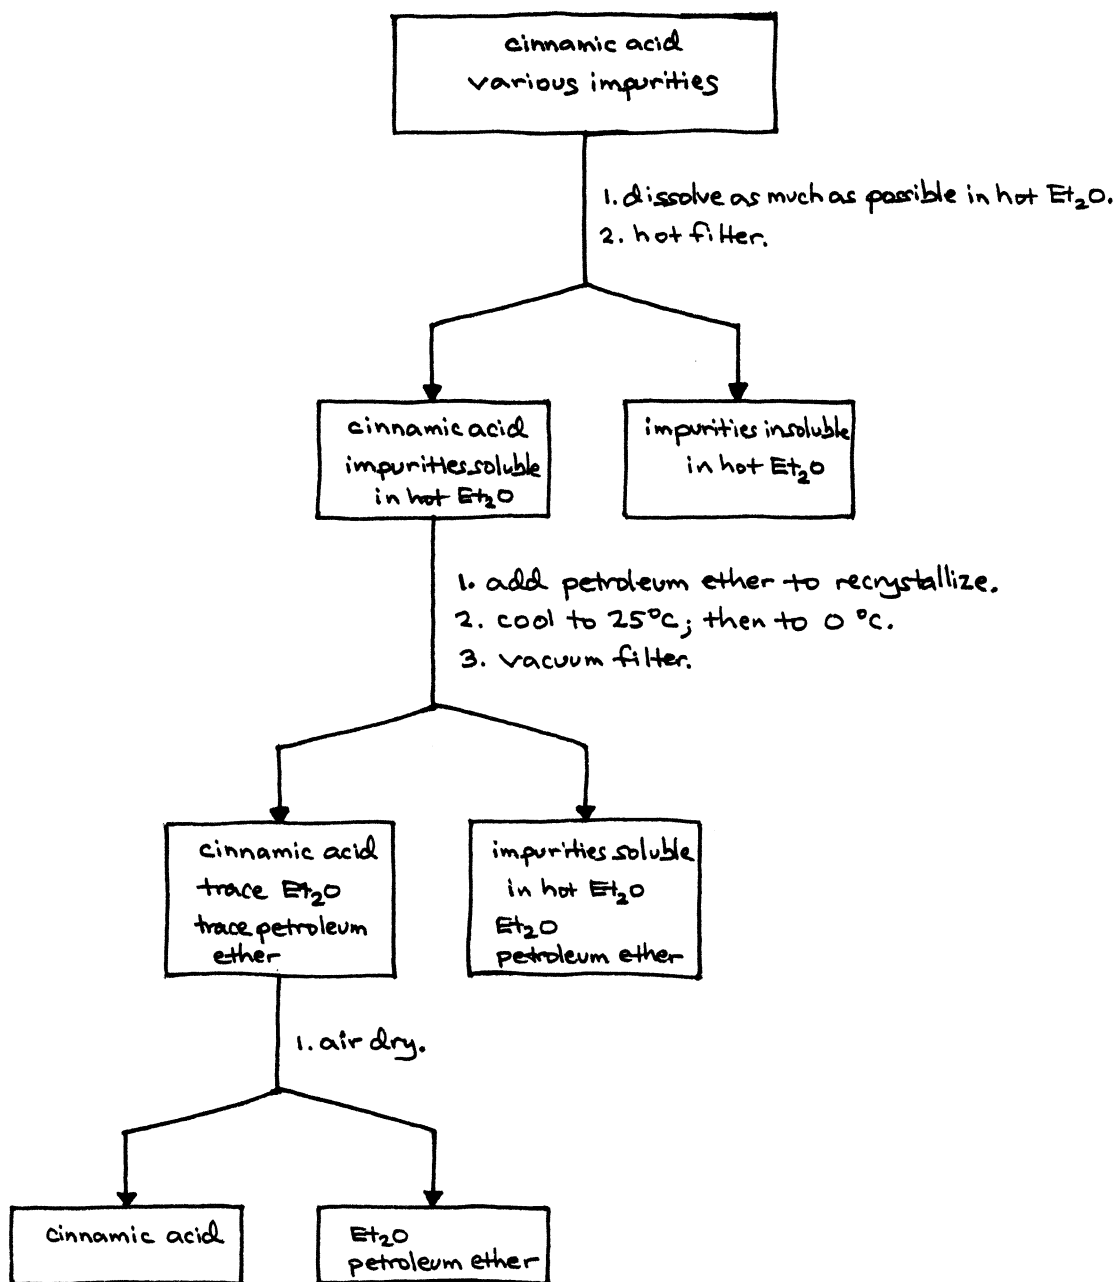 cinnamic acid
various impurities
1. dissolve as much as possible in hot Et₂O.
2. hot filter.
cinnamic acid
impurities soluble
in hot Et₂O
impurities insoluble
in hot Et₂O
1. add petroleum ether to recrystallize.
2. cool to 25°C; then to 0 °C.
3. vacuum filter.
cinnamic acid
trace Et₂O
trace petroleum
ether
impurities soluble
in hot Et₂O
Et₂O
petroleum ether
1. air dry.
cinnamic acid
Et₂O
petroleum ether